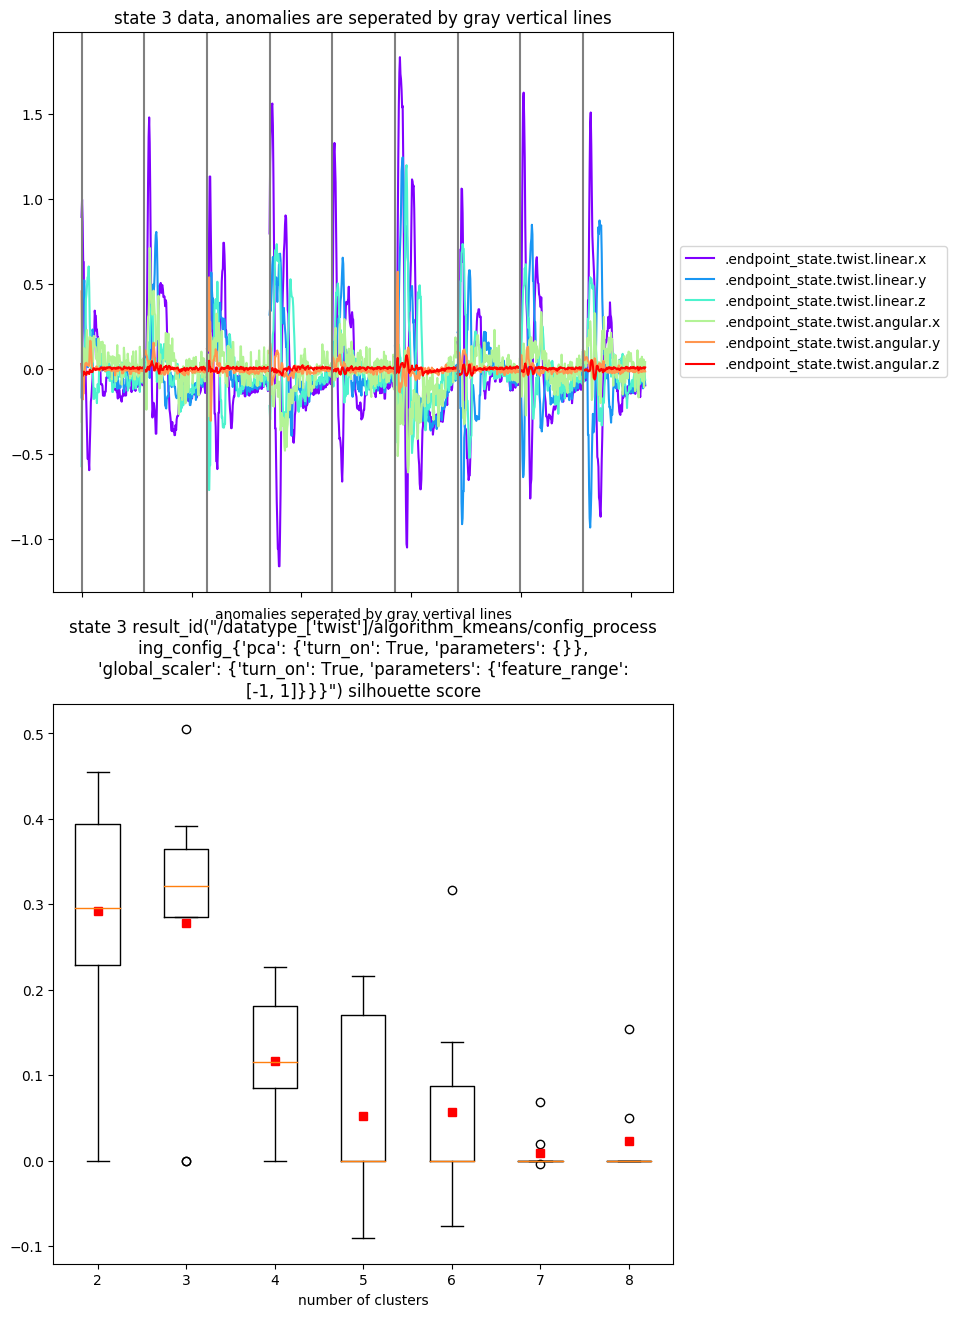 state 3 data, anomalies are seperated by gray vertical lines
1.5
1.0
0.5
0.0
−0.5
−1.0
.endpoint_state.twist.linear.x
.endpoint_state.twist.linear.y
.endpoint_state.twist.linear.z
.endpoint_state.twist.angular.x
.endpoint_state.twist.angular.y
.endpoint_state.twist.angular.z
anomalies seperated by gray vertival lines
state 3 result_id("/datatype_['twist']/algorithm_kmeans/config_process
ing_config_{'pca': {'turn_on': True, 'parameters': {}},
'global_scaler': {'turn_on': True, 'parameters': {'feature_range':
[-1, 1]}}}") silhouette score
0.5
0.4
0.3
0.2
0.1
0.0
−0.1
2 3 4 5 6 7 8
number of clusters